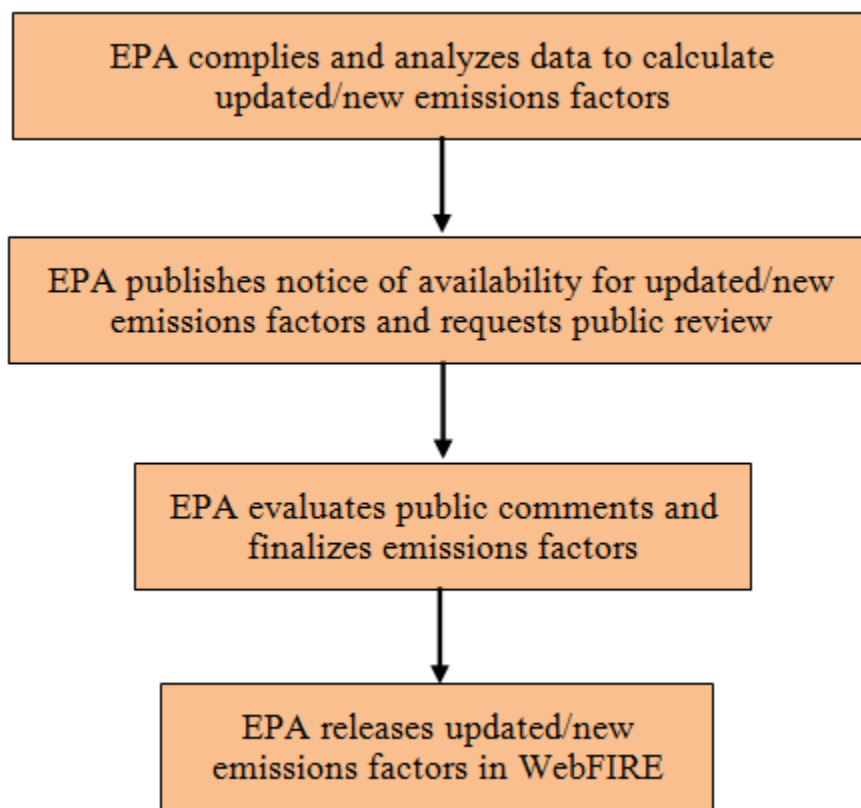 EPA complies and analyzes data to calculate
updated/new emissions factors
EPA publishes notice of availability for updated/new
emissions factors and requests public review
EPA evaluates public comments and
finalizes emissions factors
EPA releases updated/new
emissions factors in WebFIRE